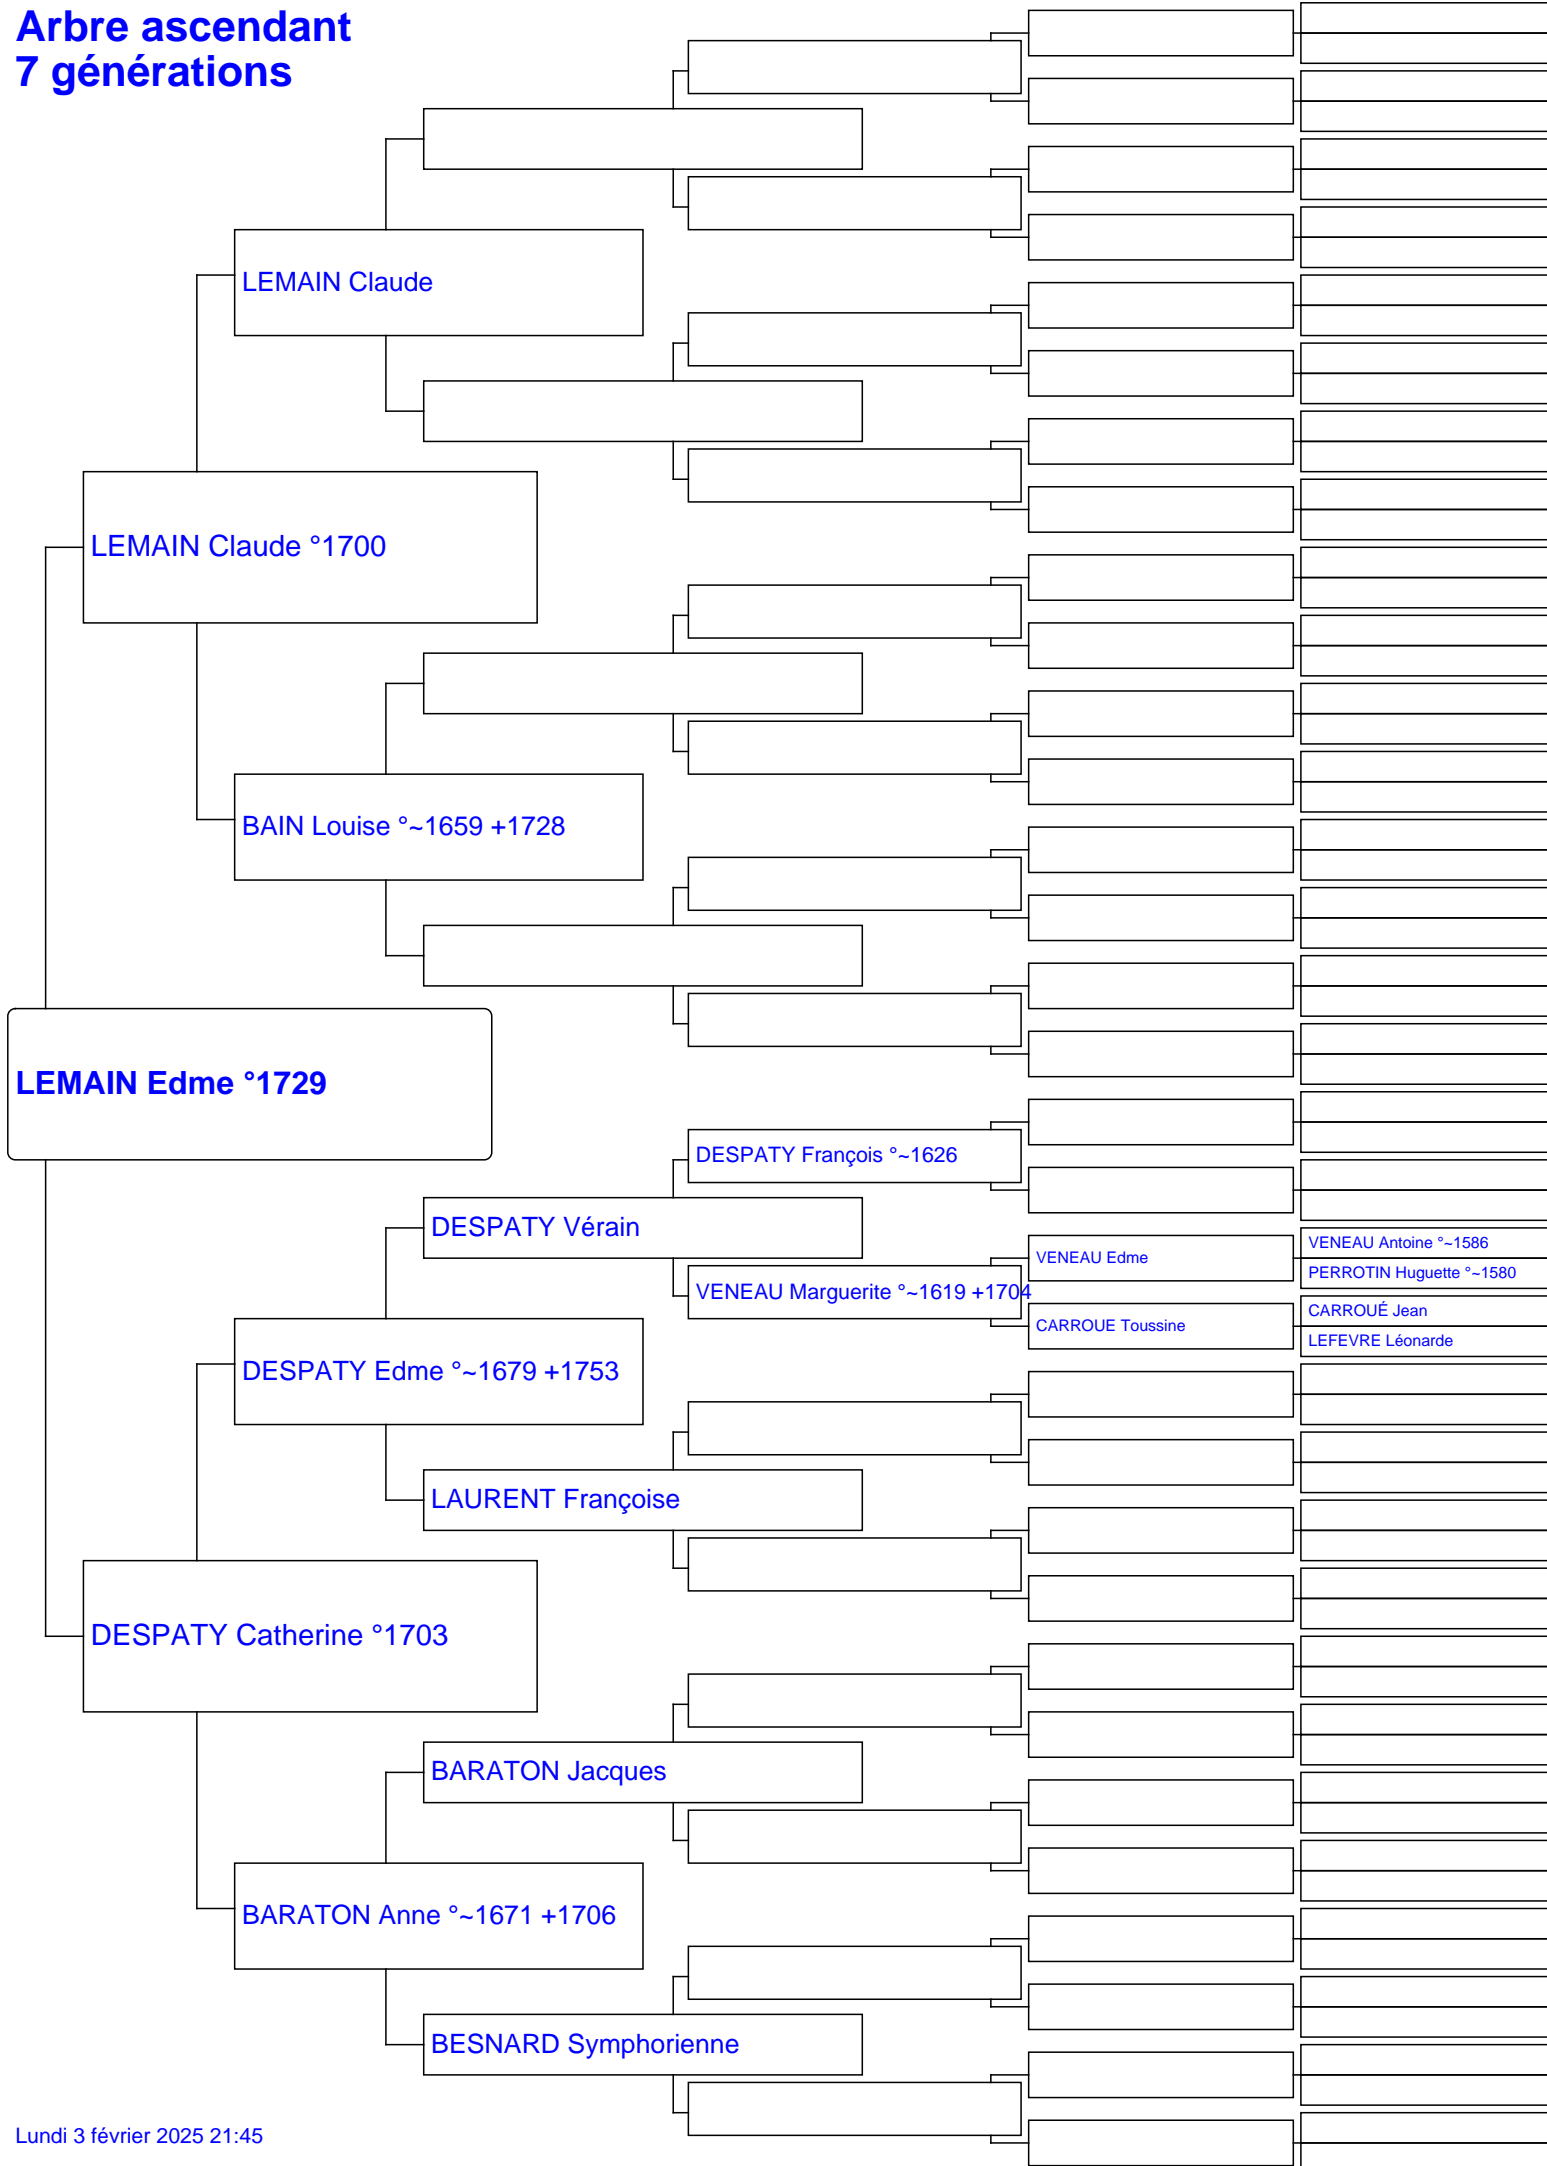 Arbre ascendant
7 générations
LEMAIN Claude
LEMAIN Claude °1700
BAIN Louise °~1659 +1728
LEMAIN Edme °1729
DESPATY François °~1626
DESPATY Vérain
VENEAU Antoine °~1586
VENEAU Edme
PERROTIN Huguette °~1580
VENEAU Marguerite °~1619 +1704
CARROUÉ Jean
CARROUE Toussine
LEFEVRE Léonarde
DESPATY Edme °~1679 +1753
LAURENT Françoise
DESPATY Catherine °1703
BARATON Jacques
BARATON Anne °~1671 +1706
BESNARD Symphorienne
Lundi 3 février 2025 21:45